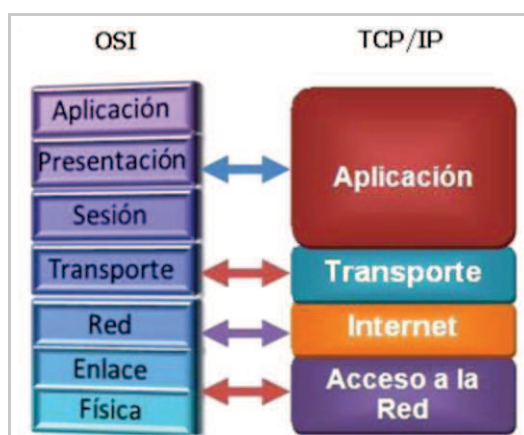 OSI
TCP/IP
Aplicación
Presentación
Sesión
Transporte
Red
Enlace
Física
Aplicación
Transporte
Internet
Acceso a la
Red